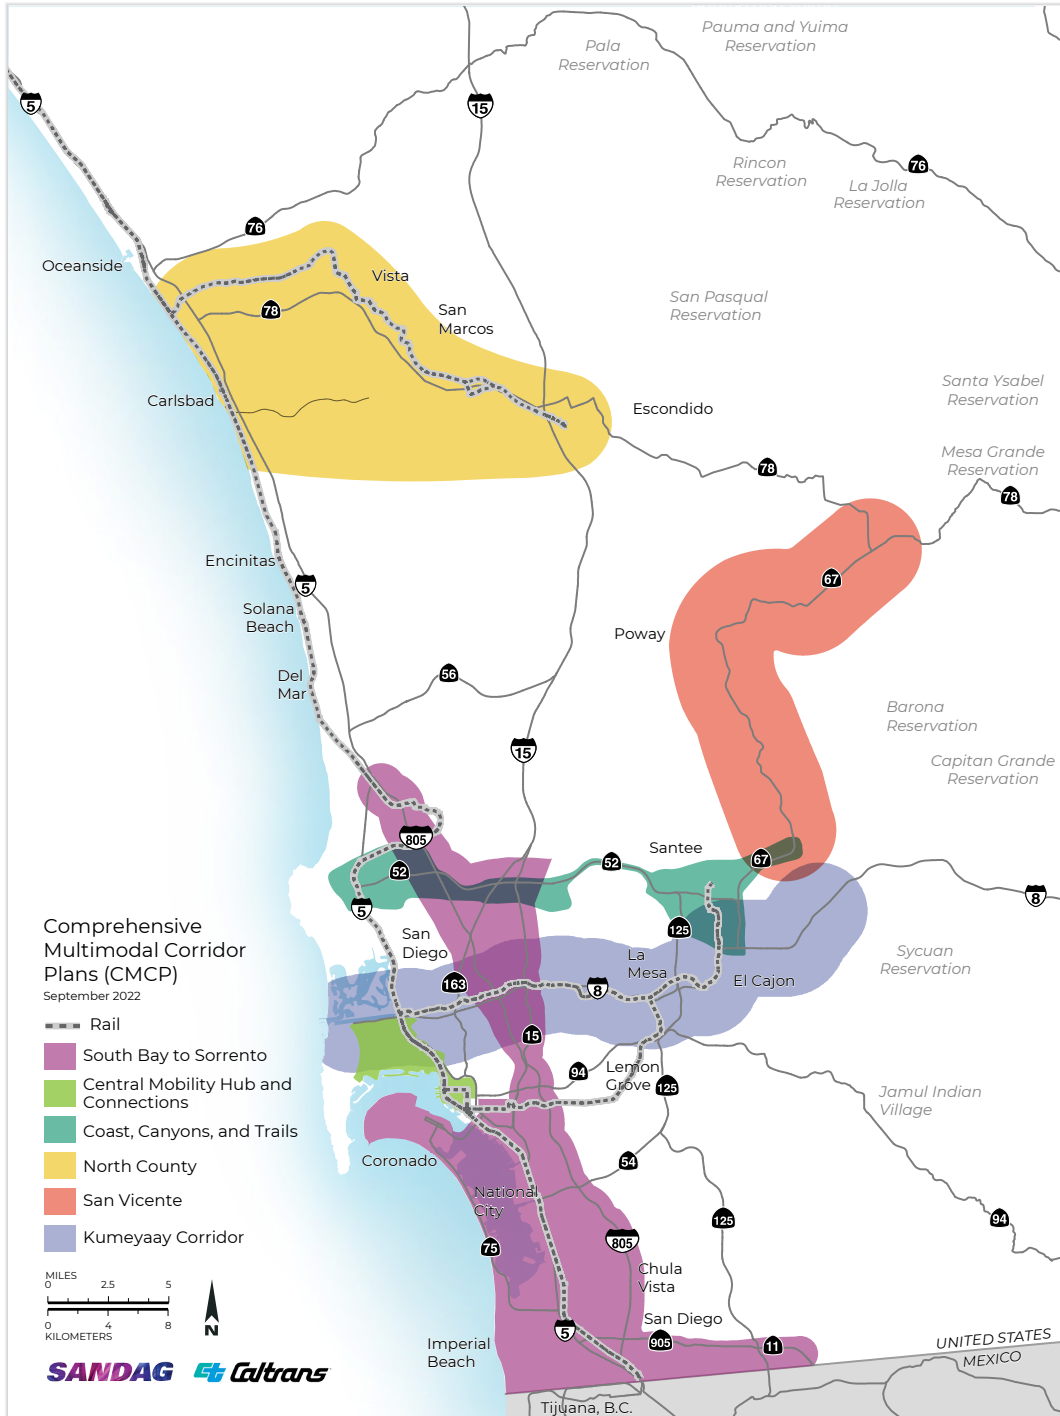 Pauma and Yuima
Reservation
Pala
Reservation
5
15
76
Rincon
Reservation
La Jolla
Reservation
76
Oceanside
Vista
78
San
Marcos
San Pasqual
Reservation
Carlsbad
Escondido
Santa Ysabel
Reservation
Mesa Grande
Reservation
78
78
Encinitas
5
67
Solana
Beach
Poway
Del
Mar
56
Barona
Reservation
15
Capitan Grande
Reservation
805
Santee
52
67
52
5
8
125
San
Diego
La
Mesa
Sycuan
Reservation
163
8
El Cajon
15
94
Lemon
Grove
125
Jamul Indian
Village
Coronado
54
National
City
125
94
75
805
Chula
Vista
San Diego
5
905
11
Imperial
Beach
UNITED STATES
MEXICO
Tijuana, B.C.
Comprehensive
Multimodal Corridor
Plans (CMCP)
September 2022
Rail
South Bay to Sorrento
Central Mobility Hub and
Connections
Coast, Canyons, and Trails
North County
San Vicente
Kumeyaay Corridor
MILES
0 2.5 5
0 4 8
KILOMETERS
N
SANDAG
Caltrans